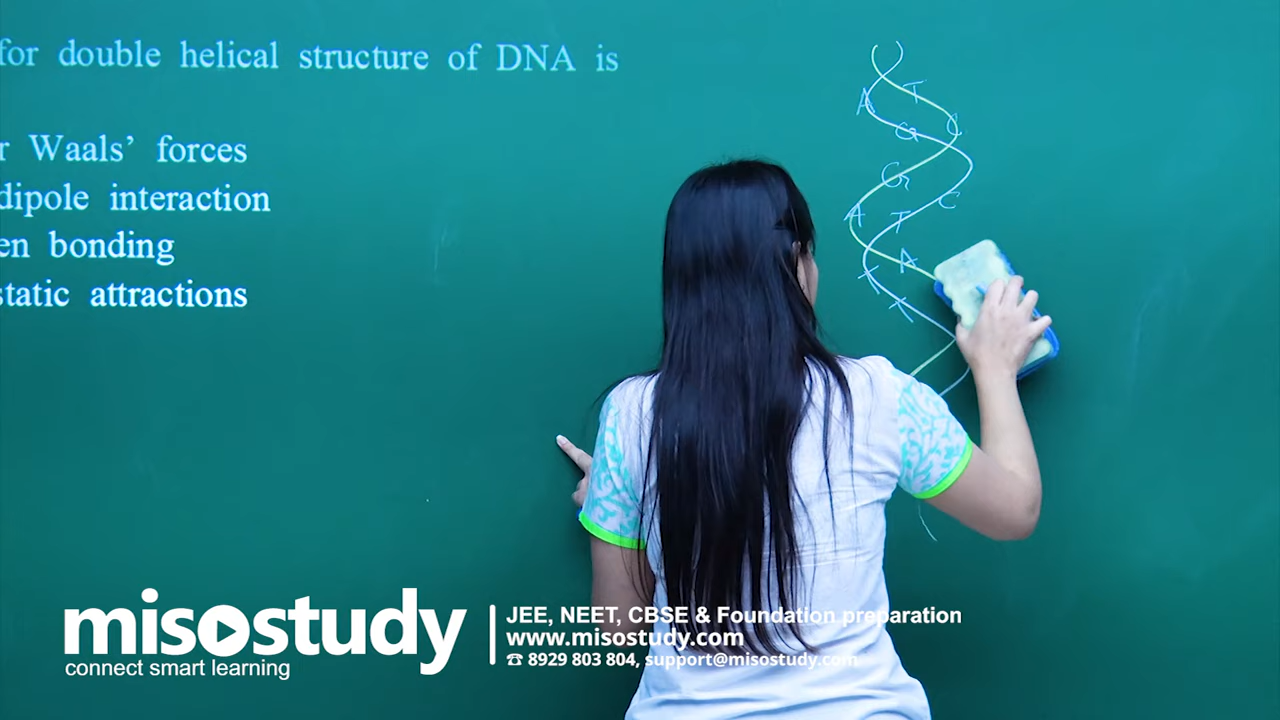 for double helical structure of DNA is
r Waals’ forces
dipole interaction
en bonding
static attractions
A T
G C
G C
A T
T A
misostudy
connect smart learning
JEE, NEET, CBSE & Foundation preparation
www.misostudy.com
☎ 8929 803 804, support@misostudy.com